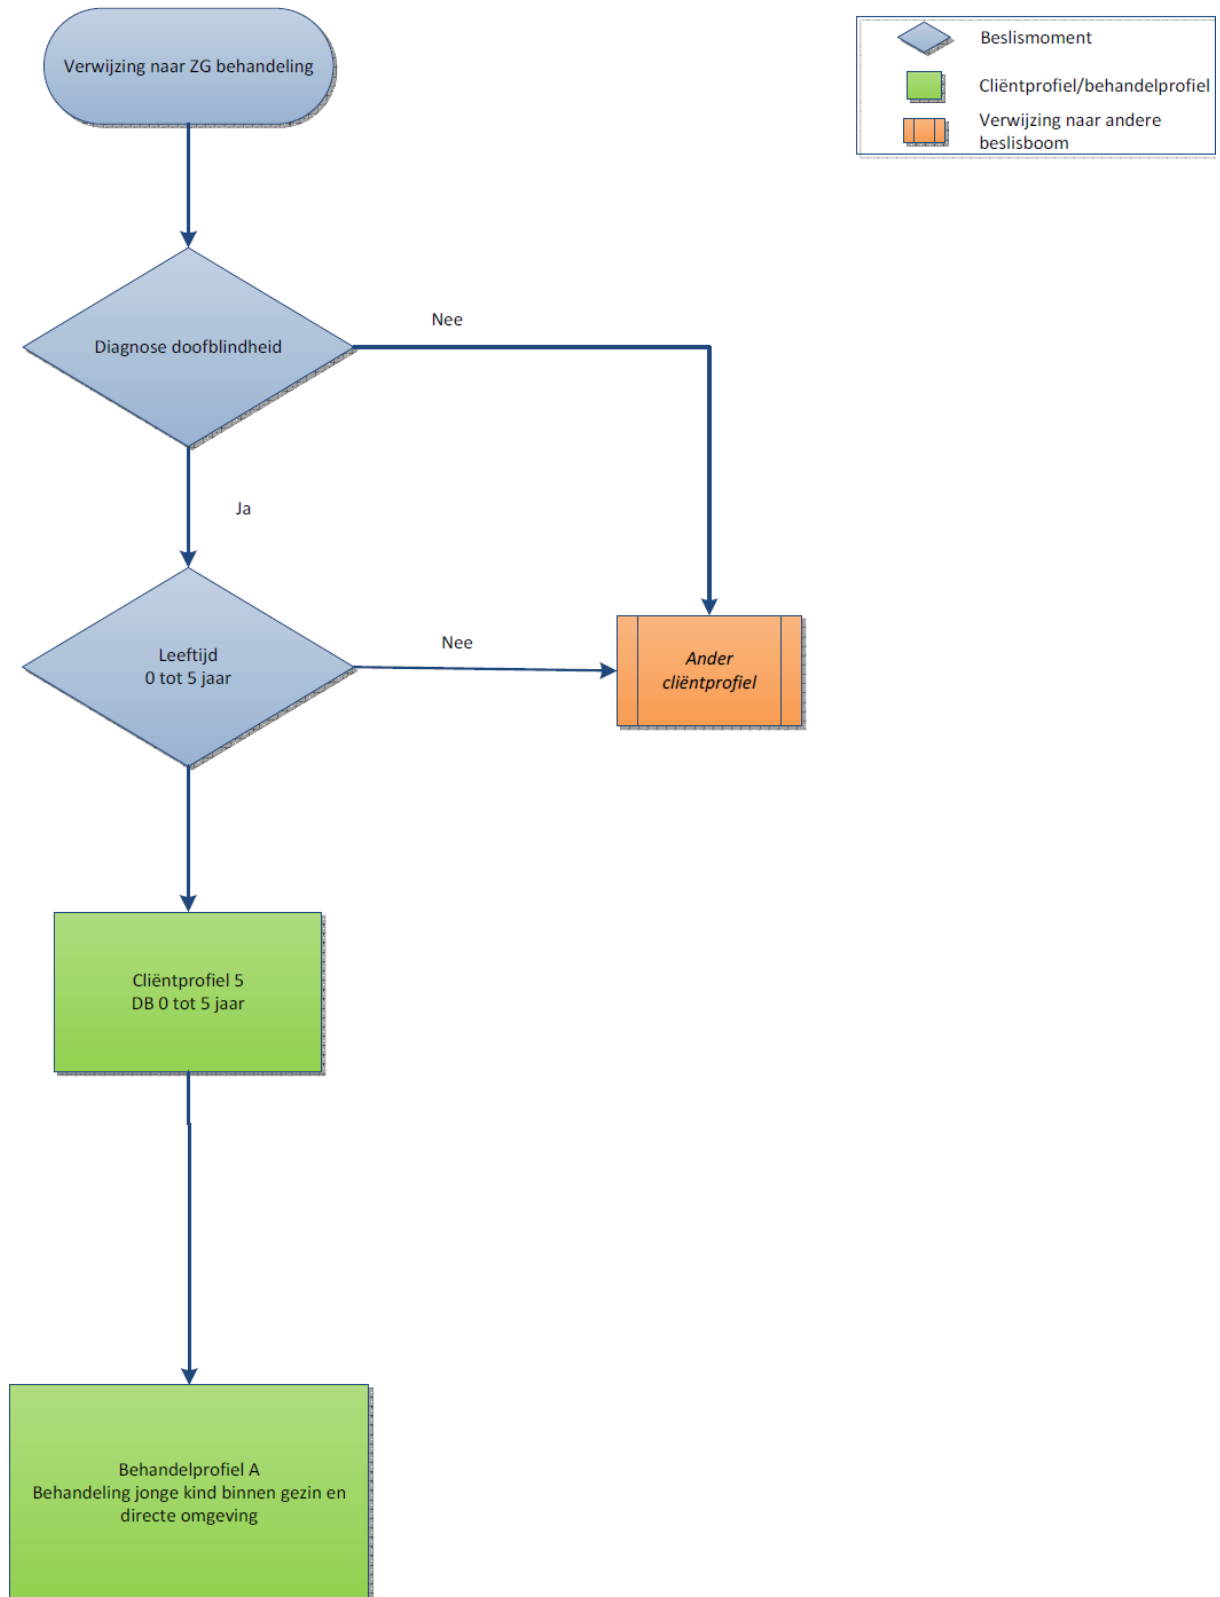 Verwijzing naar ZG behandeling
Beslismoment
Cliëntprofiel/behandelprofiel
Verwijzing naar andere
beslisboom
Diagnose doofblindheid
Nee
Ja
Leeftijd
0 tot 5 jaar
Nee
Ander
cliëntprofiel
Cliëntprofiel 5
DB 0 tot 5 jaar
Behandelprofiel A
Behandeling jonge kind binnen gezin en
directe omgeving